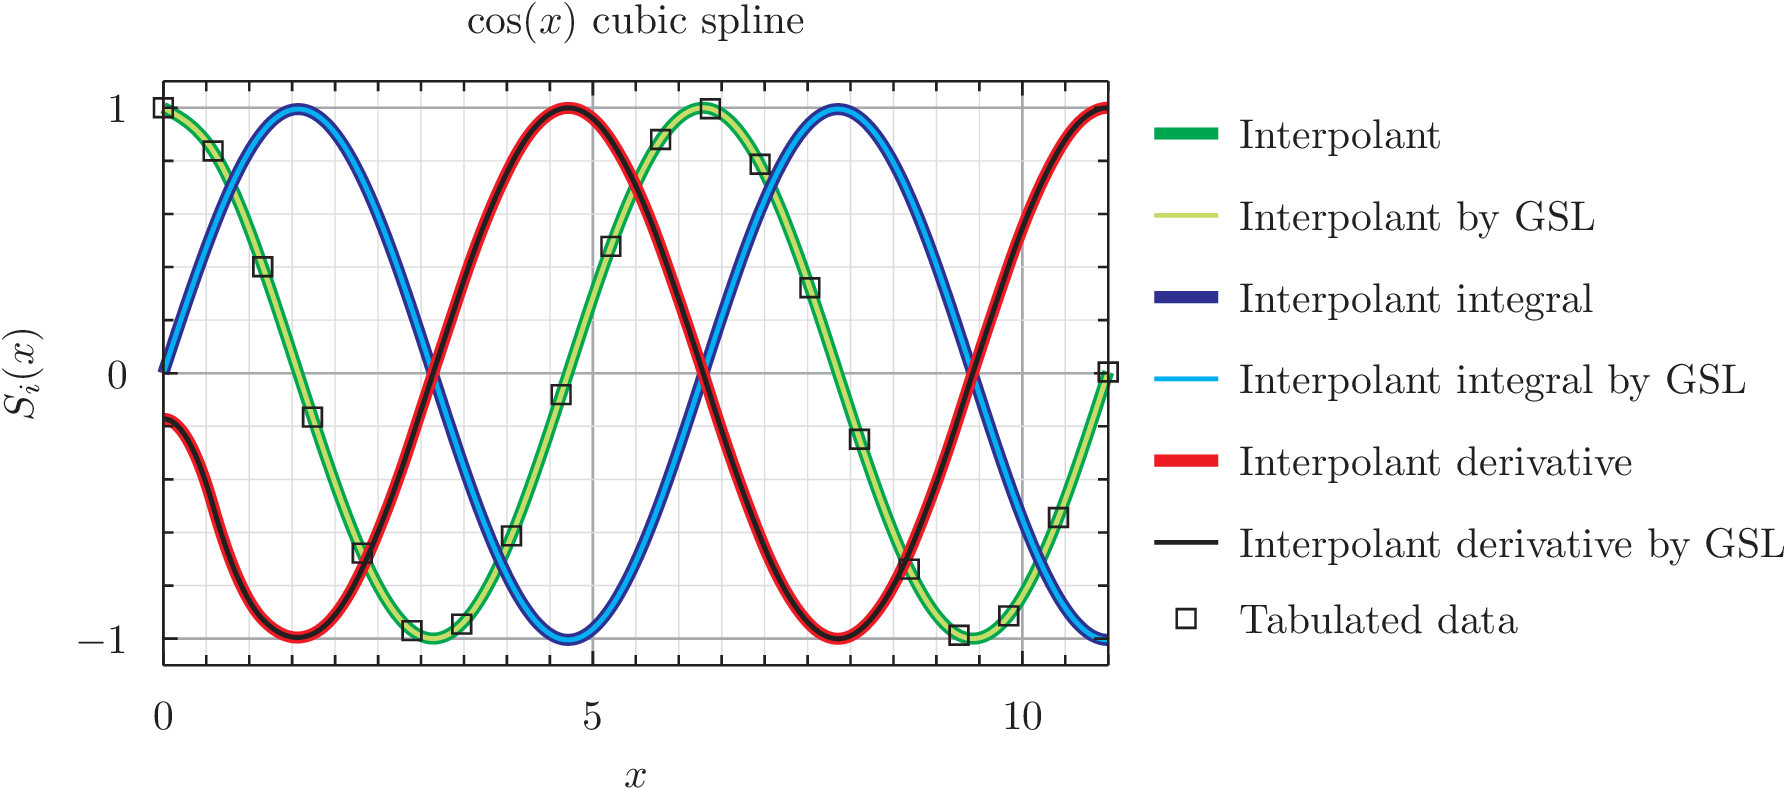 cos(x) cubic spline
1
0
−1
S_i(x)
0
5
10
x
Interpolant
Interpolant by GSL
Interpolant integral
Interpolant integral by GSL
Interpolant derivative
Interpolant derivative by GSL
Tabulated data